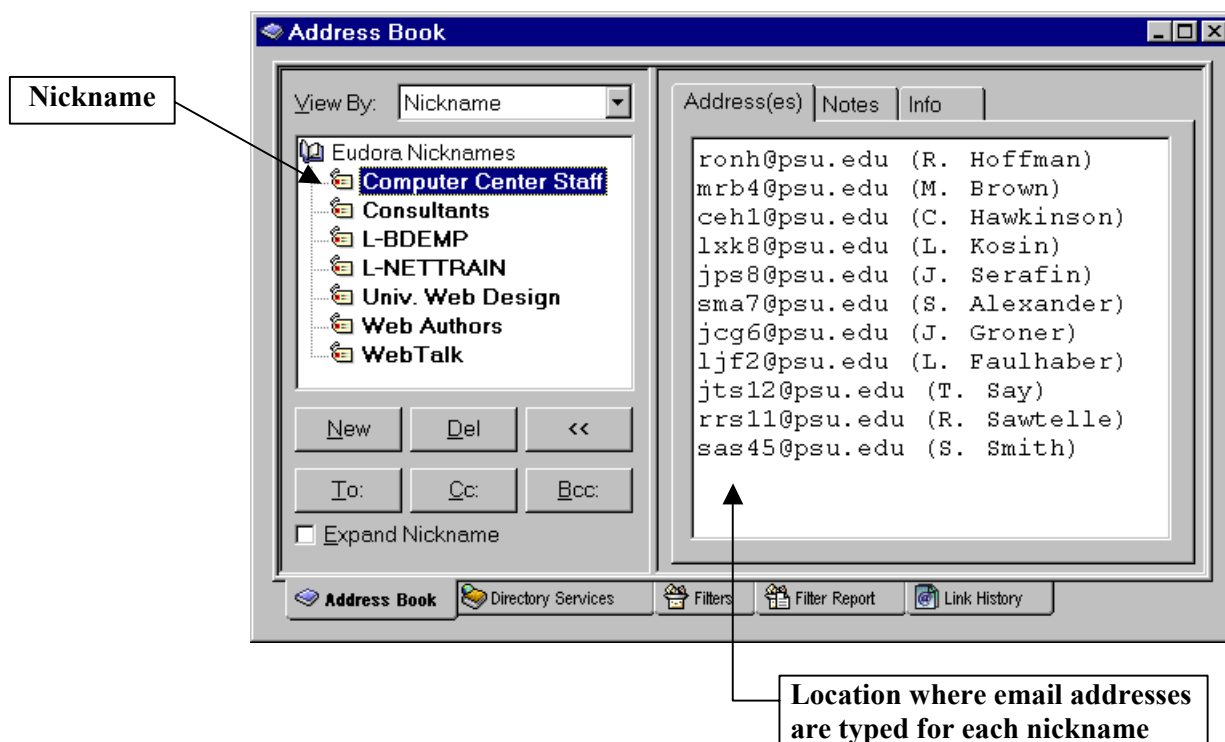 Address Book
Nickname
View By: Nickname
Eudora Nicknames
Computer Center Staff
Consultants
L-BDEMP
L-NETTRAIN
Univ. Web Design
Web Authors
WebTalk
New Del <<
To: Cc: Bcc:
Expand Nickname
Address(es) Notes Info
ronh@psu.edu (R. Hoffman)
mrb4@psu.edu (M. Brown)
ceh1@psu.edu (C. Hawkinson)
lxk8@psu.edu (L. Kosin)
jps8@psu.edu (J. Serafin)
sma7@psu.edu (S. Alexander)
jcg6@psu.edu (J. Groner)
ljf2@psu.edu (L. Faulhaber)
jts12@psu.edu (T. Say)
rrs11@psu.edu (R. Sawtelle)
sas45@psu.edu (S. Smith)
Address Book Directory Services Filters Filter Report Link History
Location where email addresses
are typed for each nickname